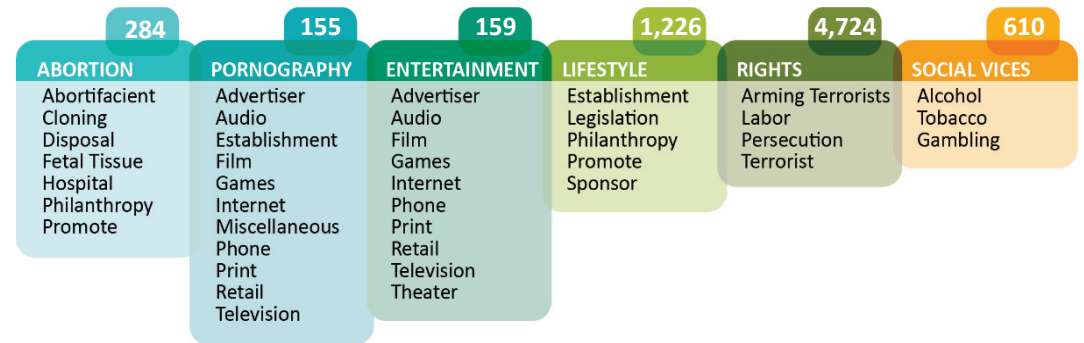 284
ABORTION
Abortifacient
Cloning
Disposal
Fetal Tissue
Hospital
Philanthropy
Promote
155
PORNOGRAPHY
Advertiser
Audio
Establishment
Film
Games
Internet
Miscellaneous
Phone
Print
Retail
Television
159
ENTERTAINMENT
Advertiser
Audio
Film
Games
Internet
Phone
Print
Retail
Television
Theater
1,226
LIFESTYLE
Establishment
Legislation
Philanthropy
Promote
Sponsor
4,724
RIGHTS
Arming Terrorists
Labor
Persecution
Terrorist
610
SOCIAL VICES
Alcohol
Tobacco
Gambling